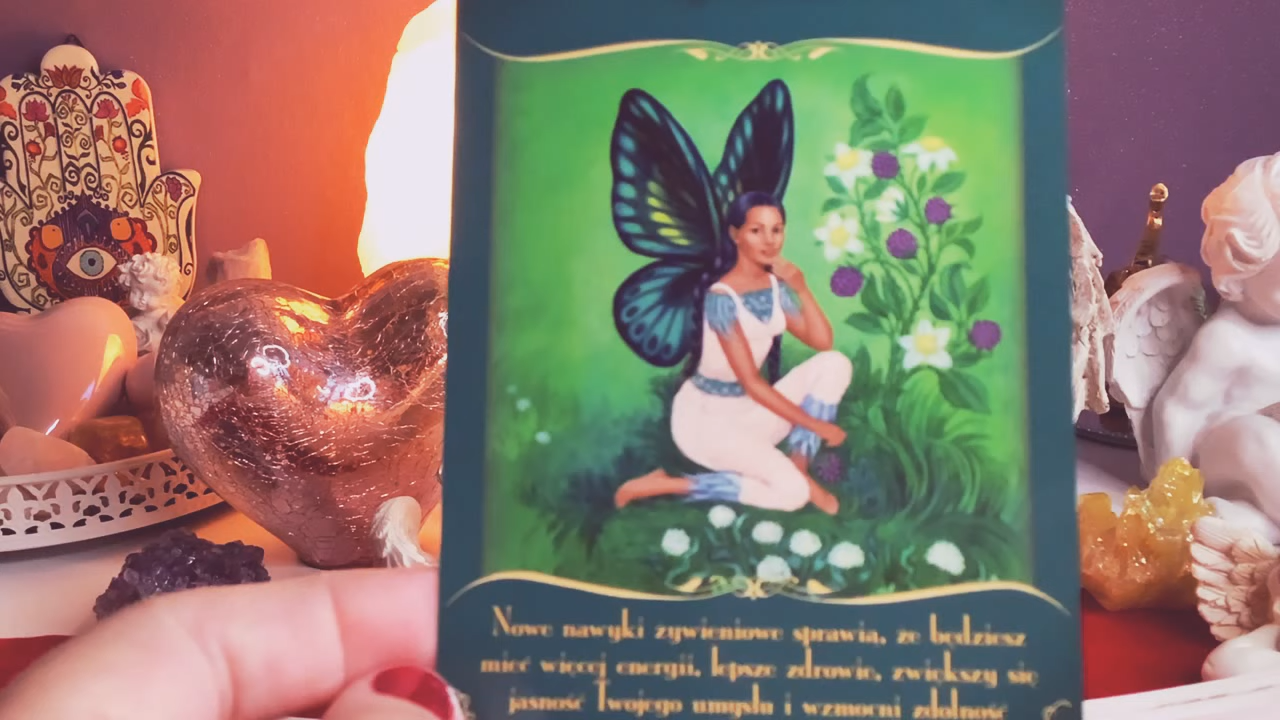 Nowe nawyki żywieniowe sprawią, że będziesz
mieć więcej energii, lepsze zdrowie, zwiększy się
jasność Twojego umysłu i wzmocni zdolność